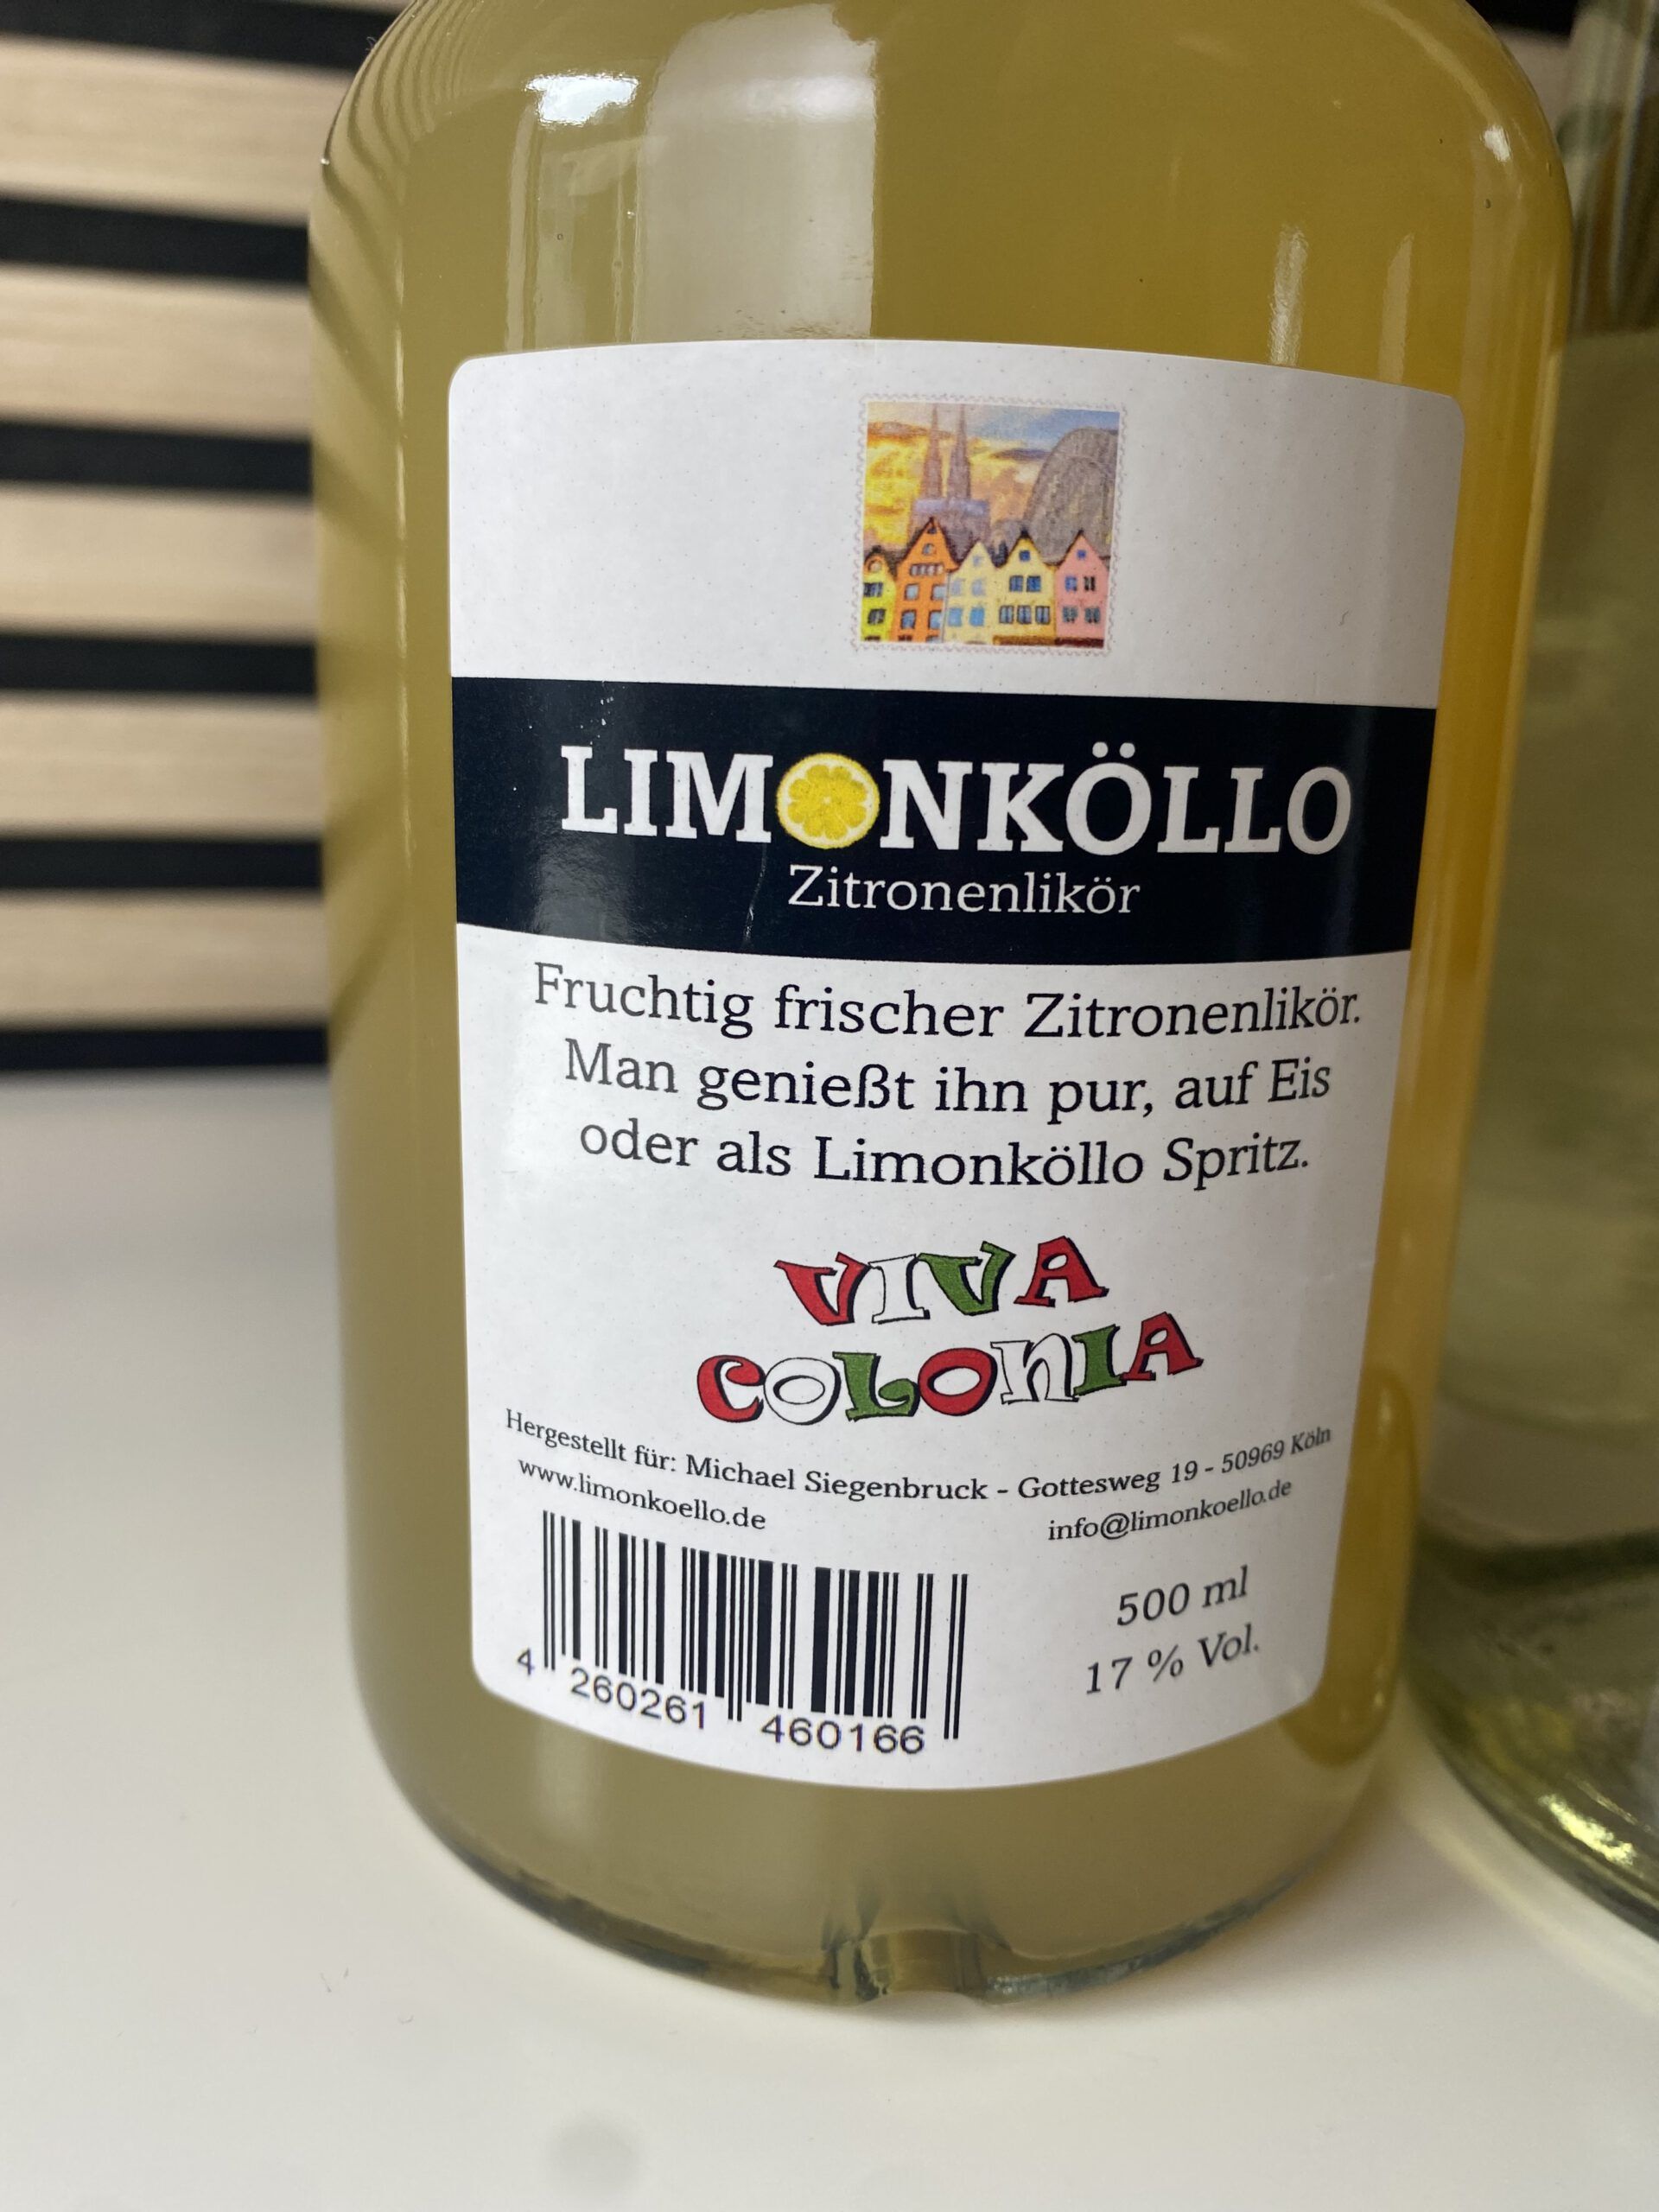 LIMONKÖLLO
Zitronenlikör
Fruchtig frischer Zitronenlikör.
Man genießt ihn pur, auf Eis
oder als Limonköllo Spritz.
VIVA
COLONIA
Hergestellt für: Michael Siegenbruck - Gottesweg 19 - 50969 Köln
www.limonkoello.de info@limonkoello.de
500 ml
17 % Vol.
4 260261 460166